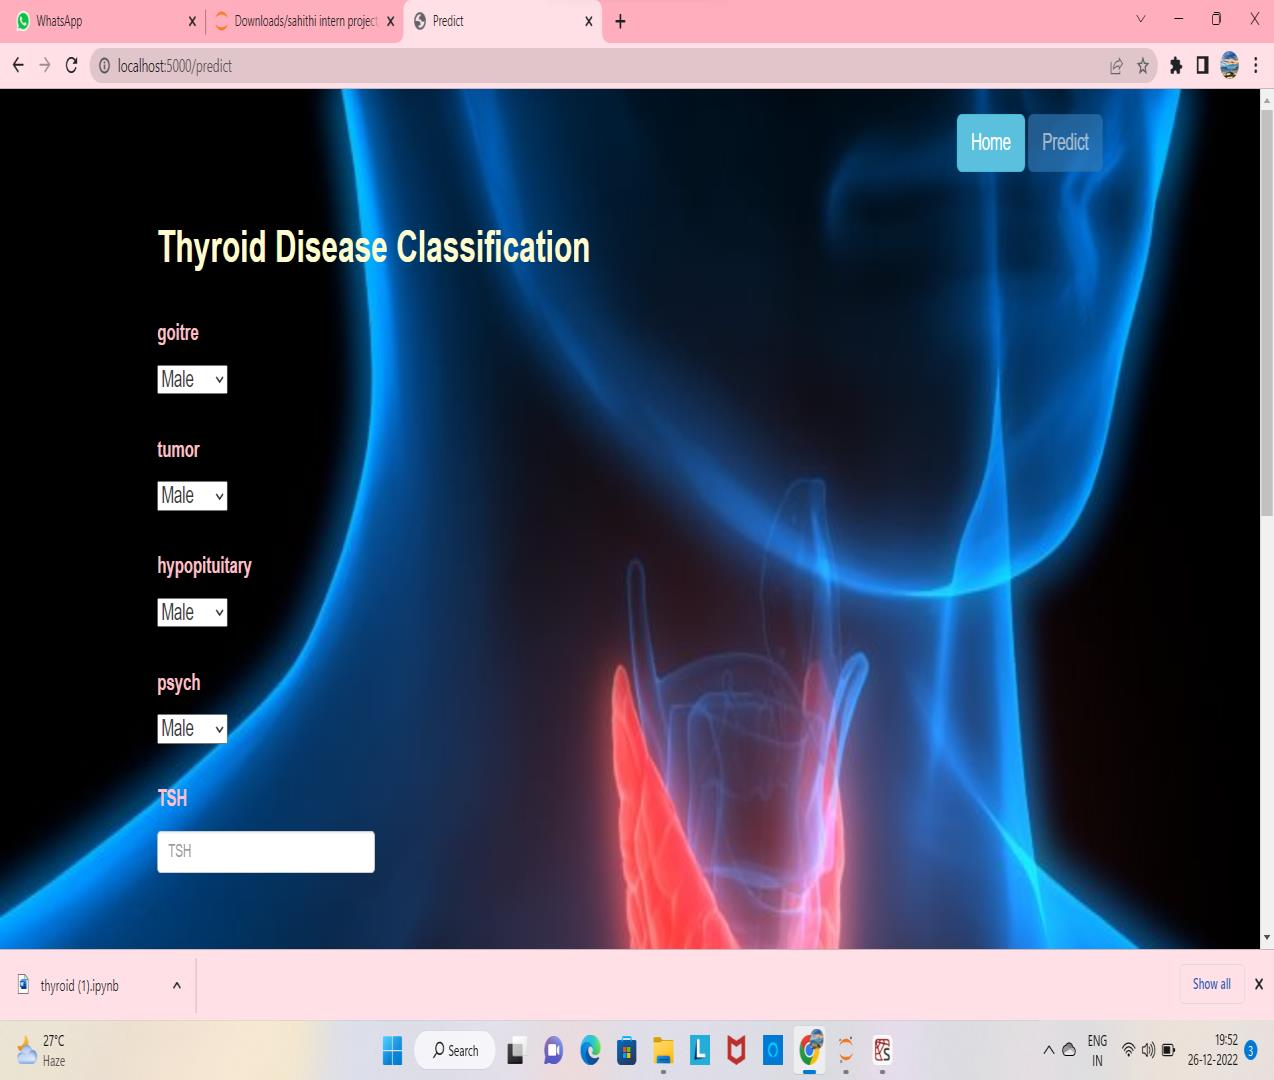 WhatsApp
Downloads/sahithi intern project
Predict
localhost:5000/predict
Home
Predict
Thyroid Disease Classification
goitre
Male
tumor
Male
hypopituitary
Male
psych
Male
TSH
TSH
thyroid (1).ipynb
Show all
27°C
Haze
Search
L
ENG
IN
19:52
26-12-2022
3